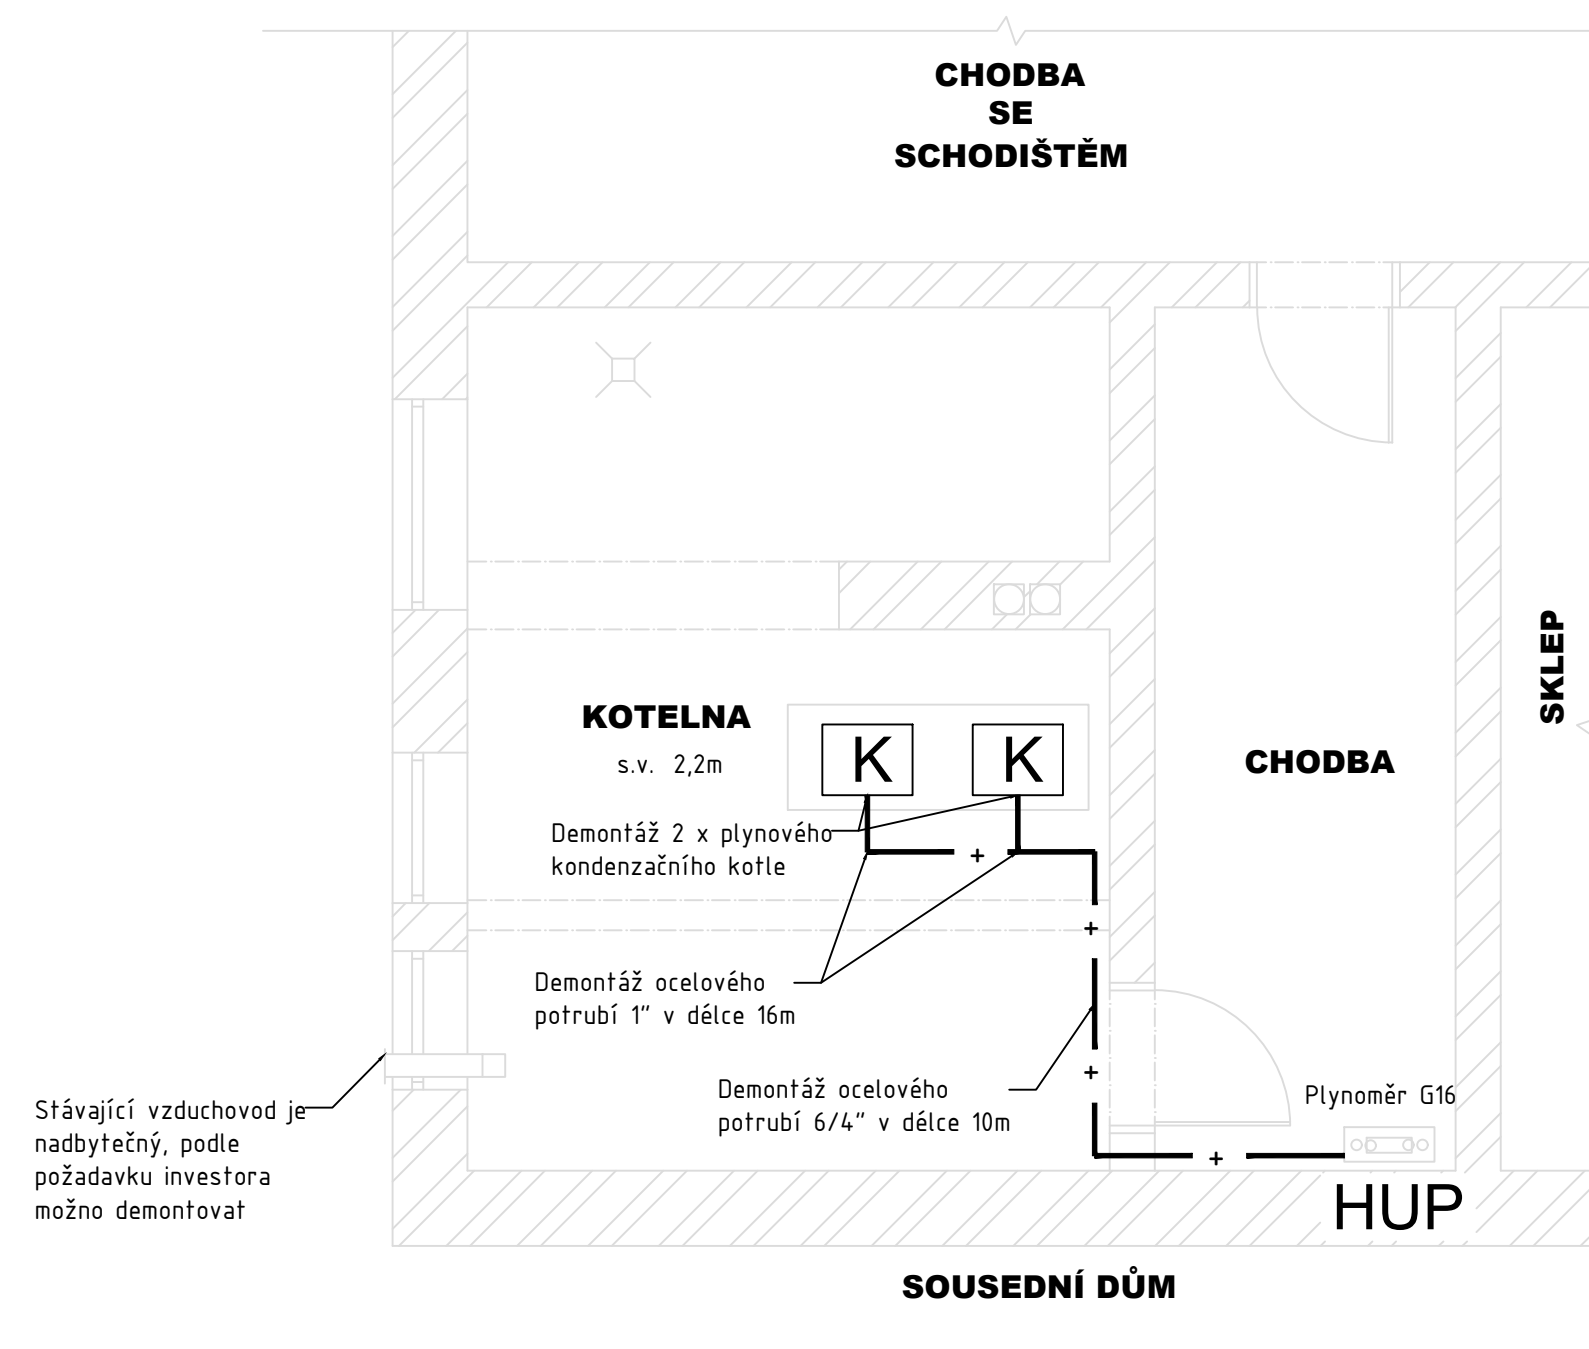 CHODBA
SE
SCHODIŠTĚM
SKLEP
KOTELNA
s.v. 2,2m
K
K
CHODBA
Demontáž 2 x plynového
kondenzačního kotle
Demontáž ocelového
potrubí 1" v délce 16m
Demontáž ocelového
potrubí 6/4" v délce 10m
Plynoměr G16
Stávající vzduchovod je
nadbytečný, podle
požadavku investora
možno demontovat
HUP
SOUSEDNÍ DŮM